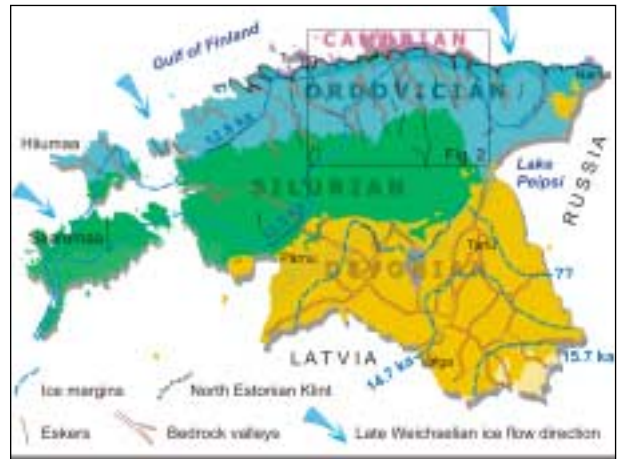 Gulf of Finland
CAMBRIAN
Narva
ORDOVICIAN
Hiiumaa
Fig. 2
Lake
Peipsi
RUSSIA
SILURIAN
Saaremaa
Pärnu
Tartu
DEVONIAN
??
LATVIA
14.7 ka
Valga
15.7 ka
Ice margins
North Estonian Klint
Eskers
Bedrock valleys
Late Weichselian ice flow direction